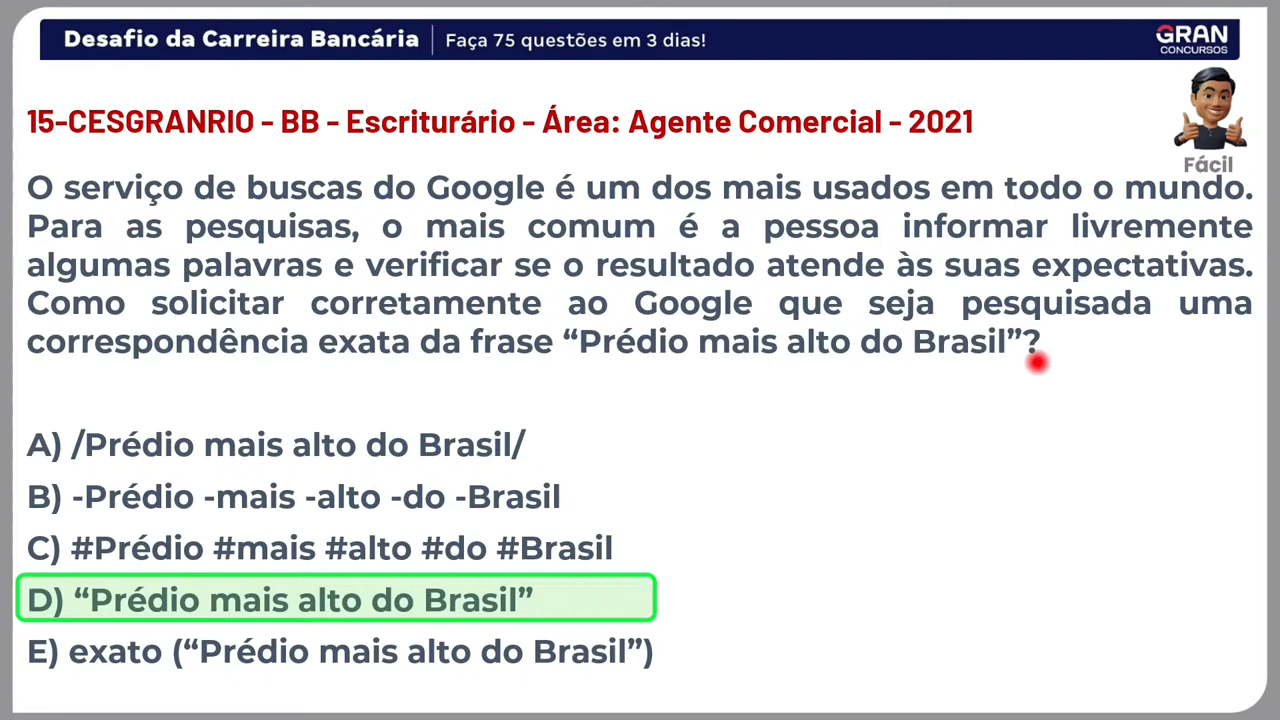 Desafio da Carreira Bancária | Faça 75 questões em 3 dias!
GRAN
CONCURSOS
15-CESGRANRIO - BB - Escriturário - Área: Agente Comercial - 2021
Fácil
O serviço de buscas do Google é um dos mais usados em todo o mundo.
Para as pesquisas, o mais comum é a pessoa informar livremente
algumas palavras e verificar se o resultado atende às suas expectativas.
Como solicitar corretamente ao Google que seja pesquisada uma
correspondência exata da frase “Prédio mais alto do Brasil”?
A) /Prédio mais alto do Brasil/
B) -Prédio -mais -alto -do -Brasil
C) #Prédio #mais #alto #do #Brasil
D) “Prédio mais alto do Brasil”
E) exato (“Prédio mais alto do Brasil”)